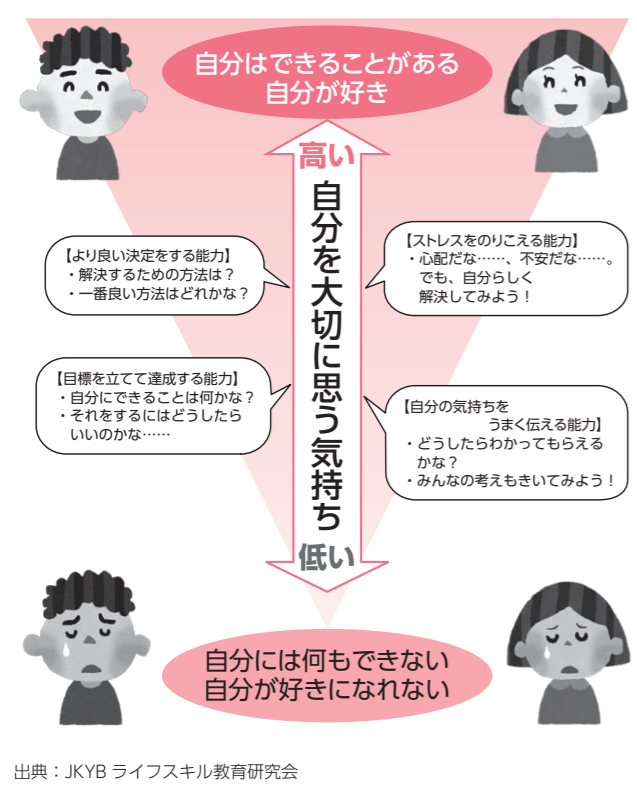 自分はできることがある
自分が好き
高い
自分を大切に思う気持ち
【より良い決定をする能力】
・解決するための方法は？
・一番良い方法はどれかな？
【ストレスをのりこえる能力】
・心配だな……、不安だな……。
でも、自分らしく
解決してみよう！
【目標を立てて達成する能力】
・自分にできることは何かな？
・それをするにはどうしたら
いいのかな……
【自分の気持ちを
うまく伝える能力】
・どうしたらわかってもらえる
かな？
・みんなの考えもきいてみよう！
低い
自分には何もできない
自分が好きになれない
出典：JKYB ライフスキル教育研究会